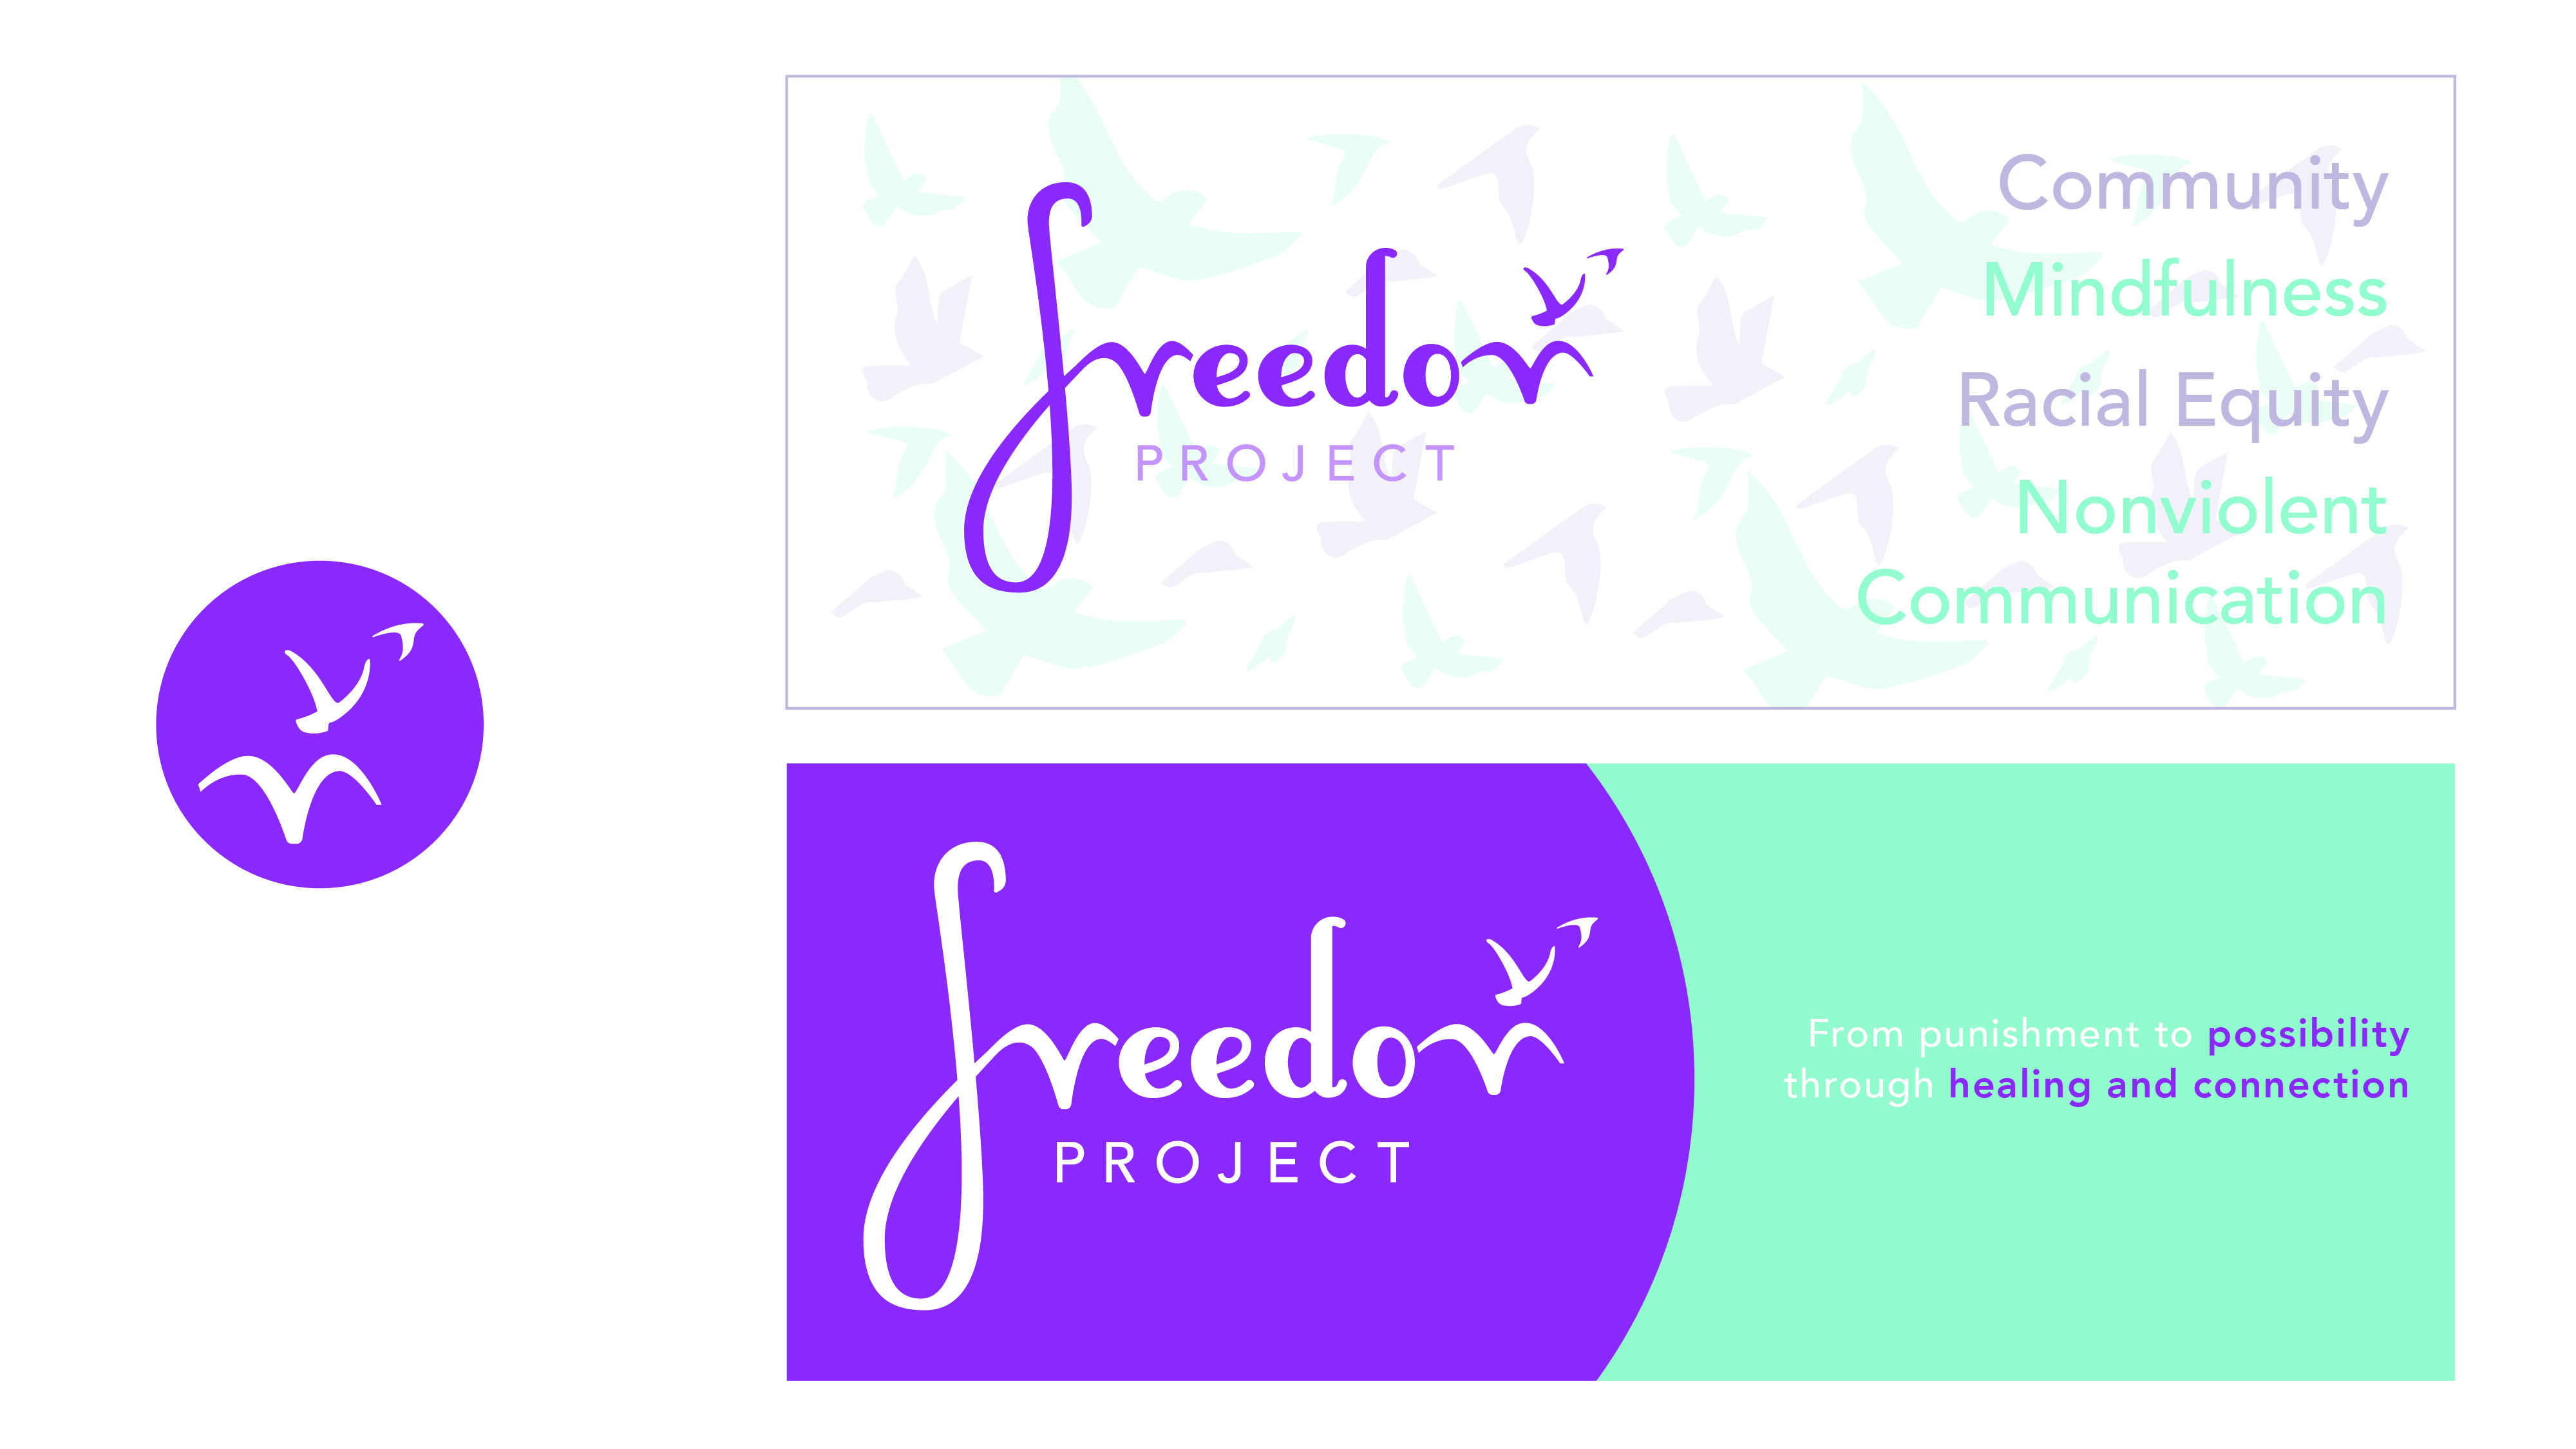 freedom
PROJECT
Community
Mindfulness
Racial Equity
Nonviolent
Communication
freedom
PROJECT
From punishment to possibility
through healing and connection